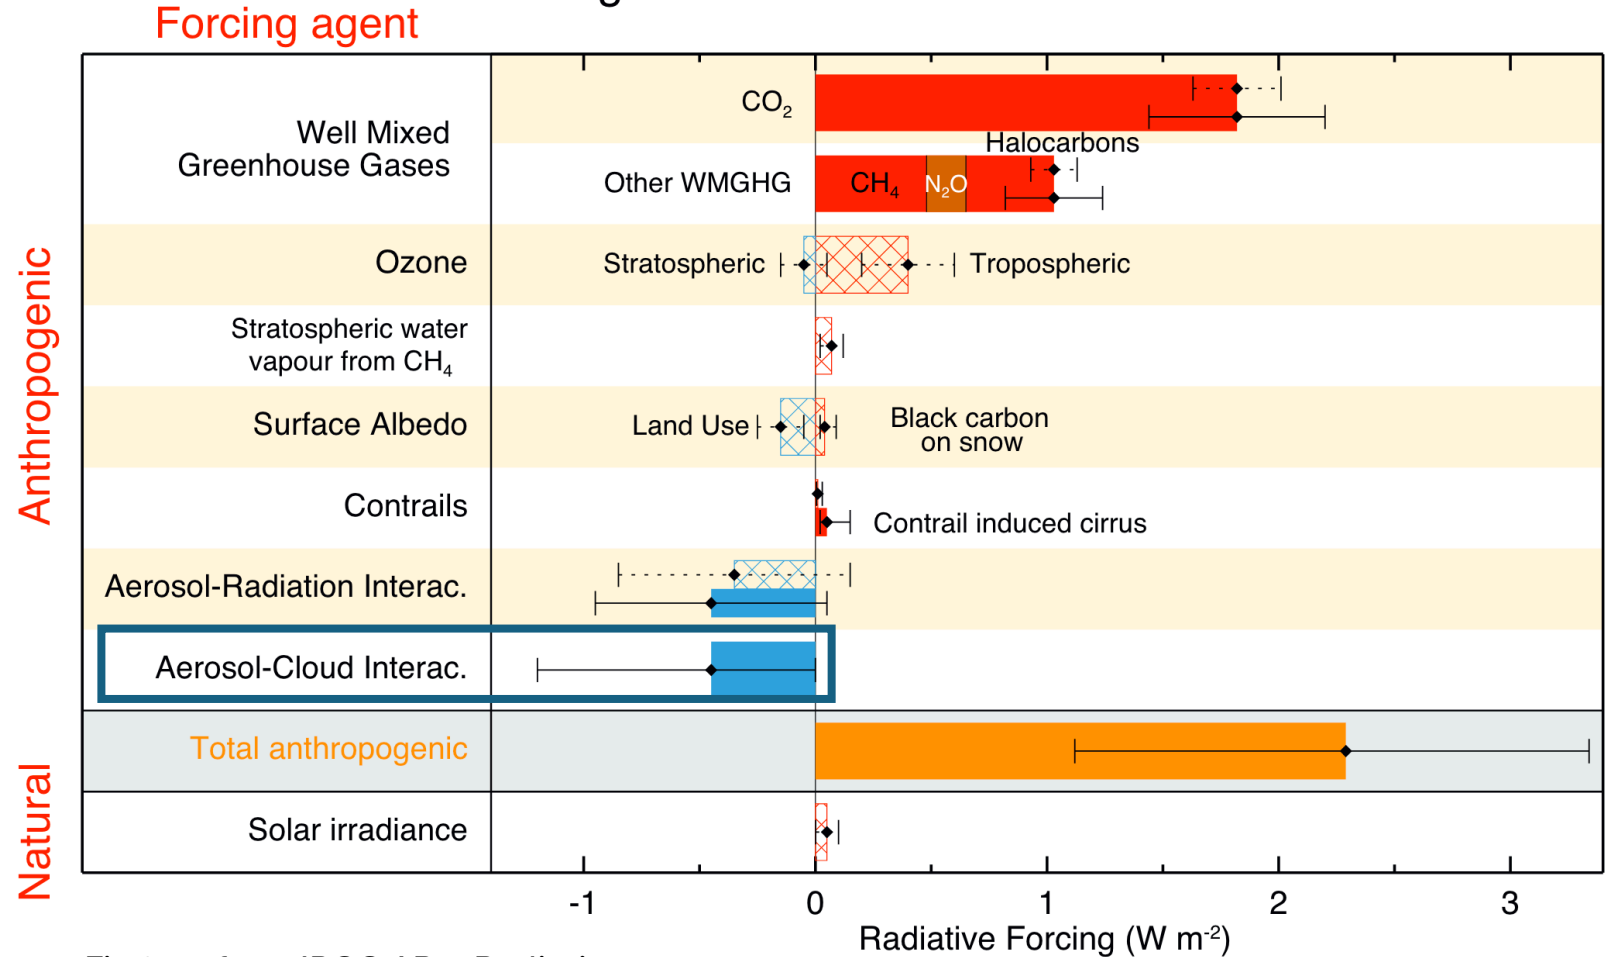 Forcing agent
Anthropogenic
Natural
Well Mixed
Greenhouse Gases
CO2
Halocarbons
Other WMGHG
CH4
N2O
Ozone
Stratospheric
Tropospheric
Stratospheric water
vapour from CH4
Surface Albedo
Land Use
Black carbon
on snow
Contrails
Contrail induced cirrus
Aerosol-Radiation Interac.
Aerosol-Cloud Interac.
Total anthropogenic
Solar irradiance
-1 0 1 2 3
Radiative Forcing (W m-2)